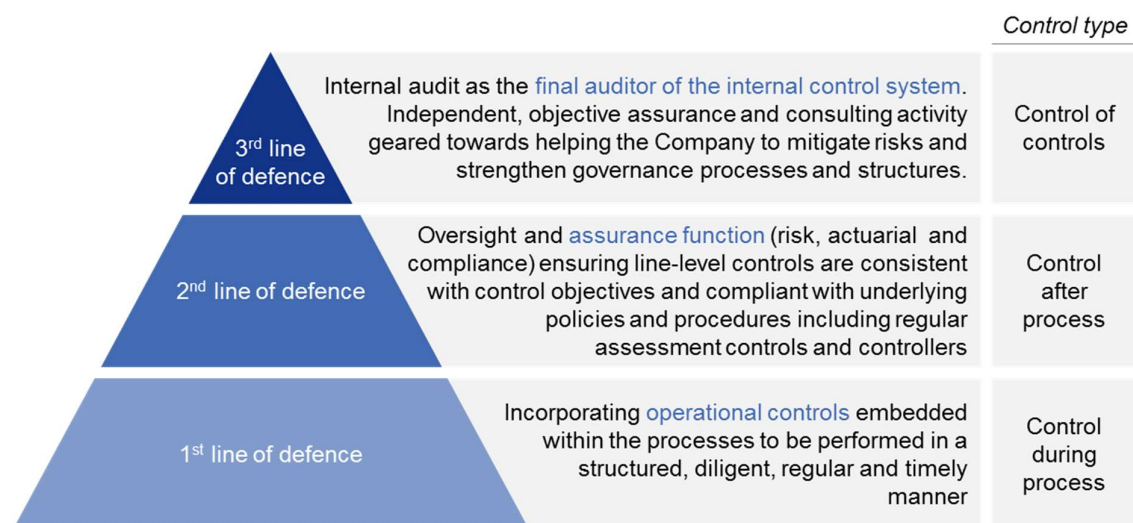 Control type
3rd line
of defence
Internal audit as the final auditor of the internal control system.
Independent, objective assurance and consulting activity
geared towards helping the Company to mitigate risks and
strengthen governance processes and structures.
Control of
controls
2nd line of defence
Oversight and assurance function (risk, actuarial and
compliance) ensuring line-level controls are consistent
with control objectives and compliant with underlying
policies and procedures including regular
assessment controls and controllers
Control
after
process
1st line of defence
Incorporating operational controls embedded
within the processes to be performed in a
structured, diligent, regular and timely
manner
Control
during
process